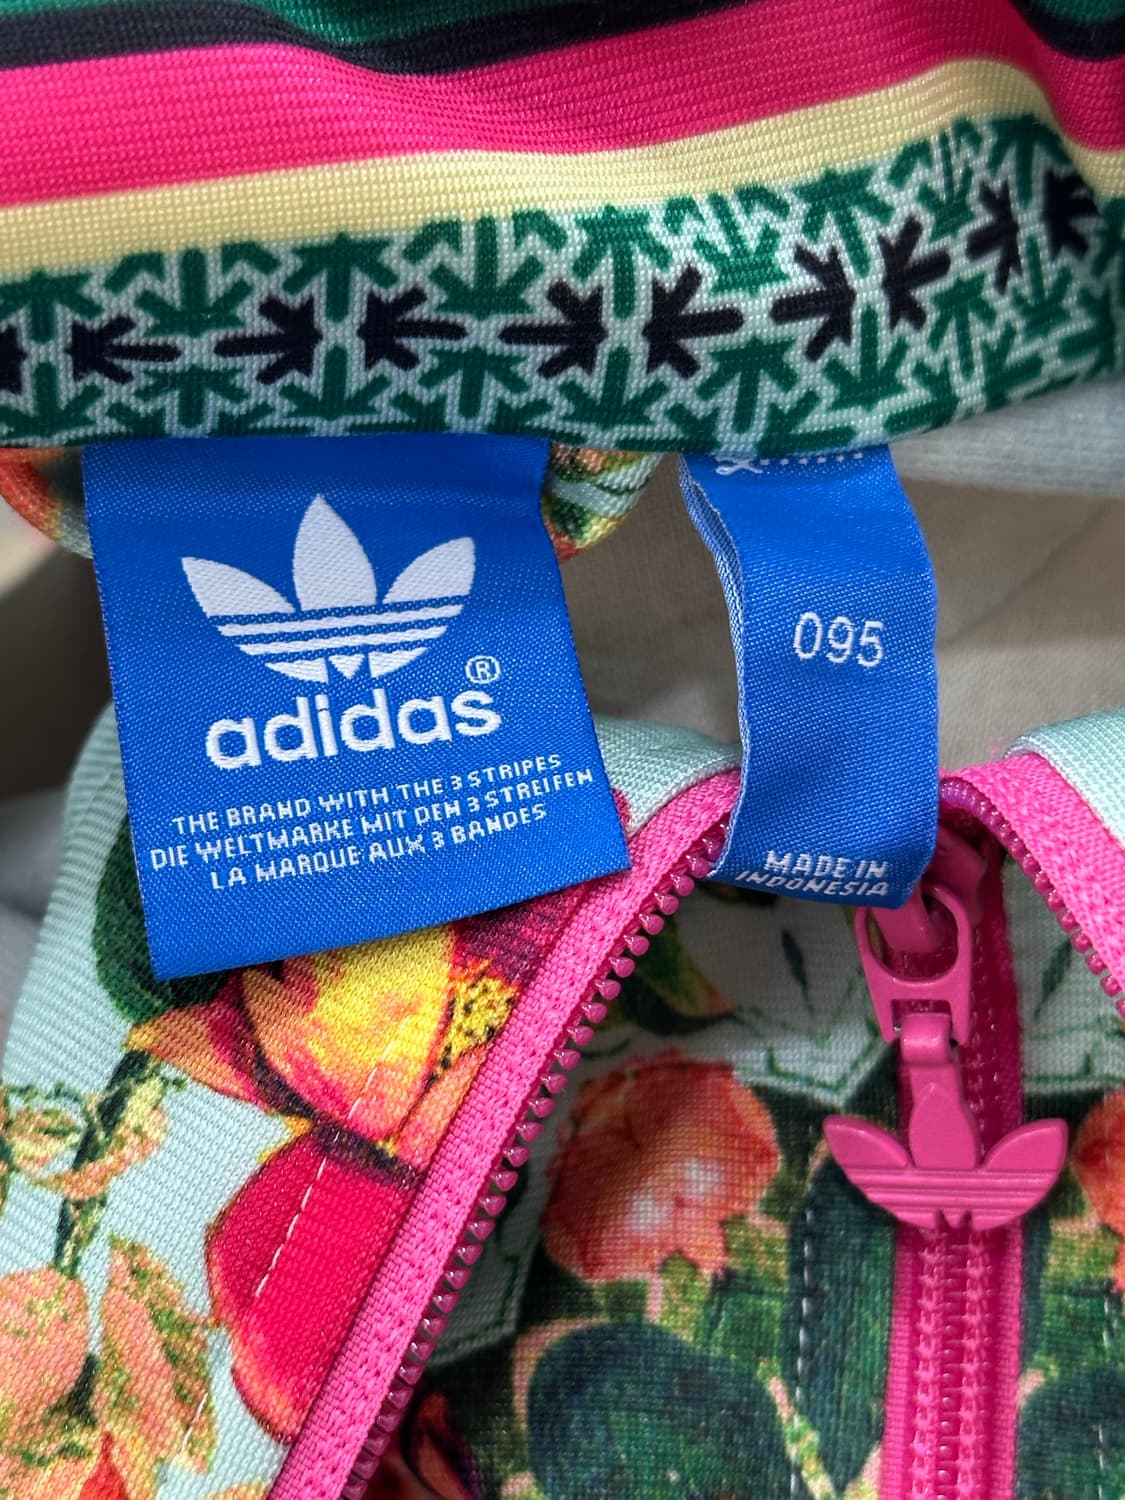 adidas®
THE BRAND WITH THE 3 STRIPES
DIE WELTMARKE MIT DEN 3 STREIFEN
LA MARQUE AUX 3 BANDES
095
MADE IN
INDONESIA